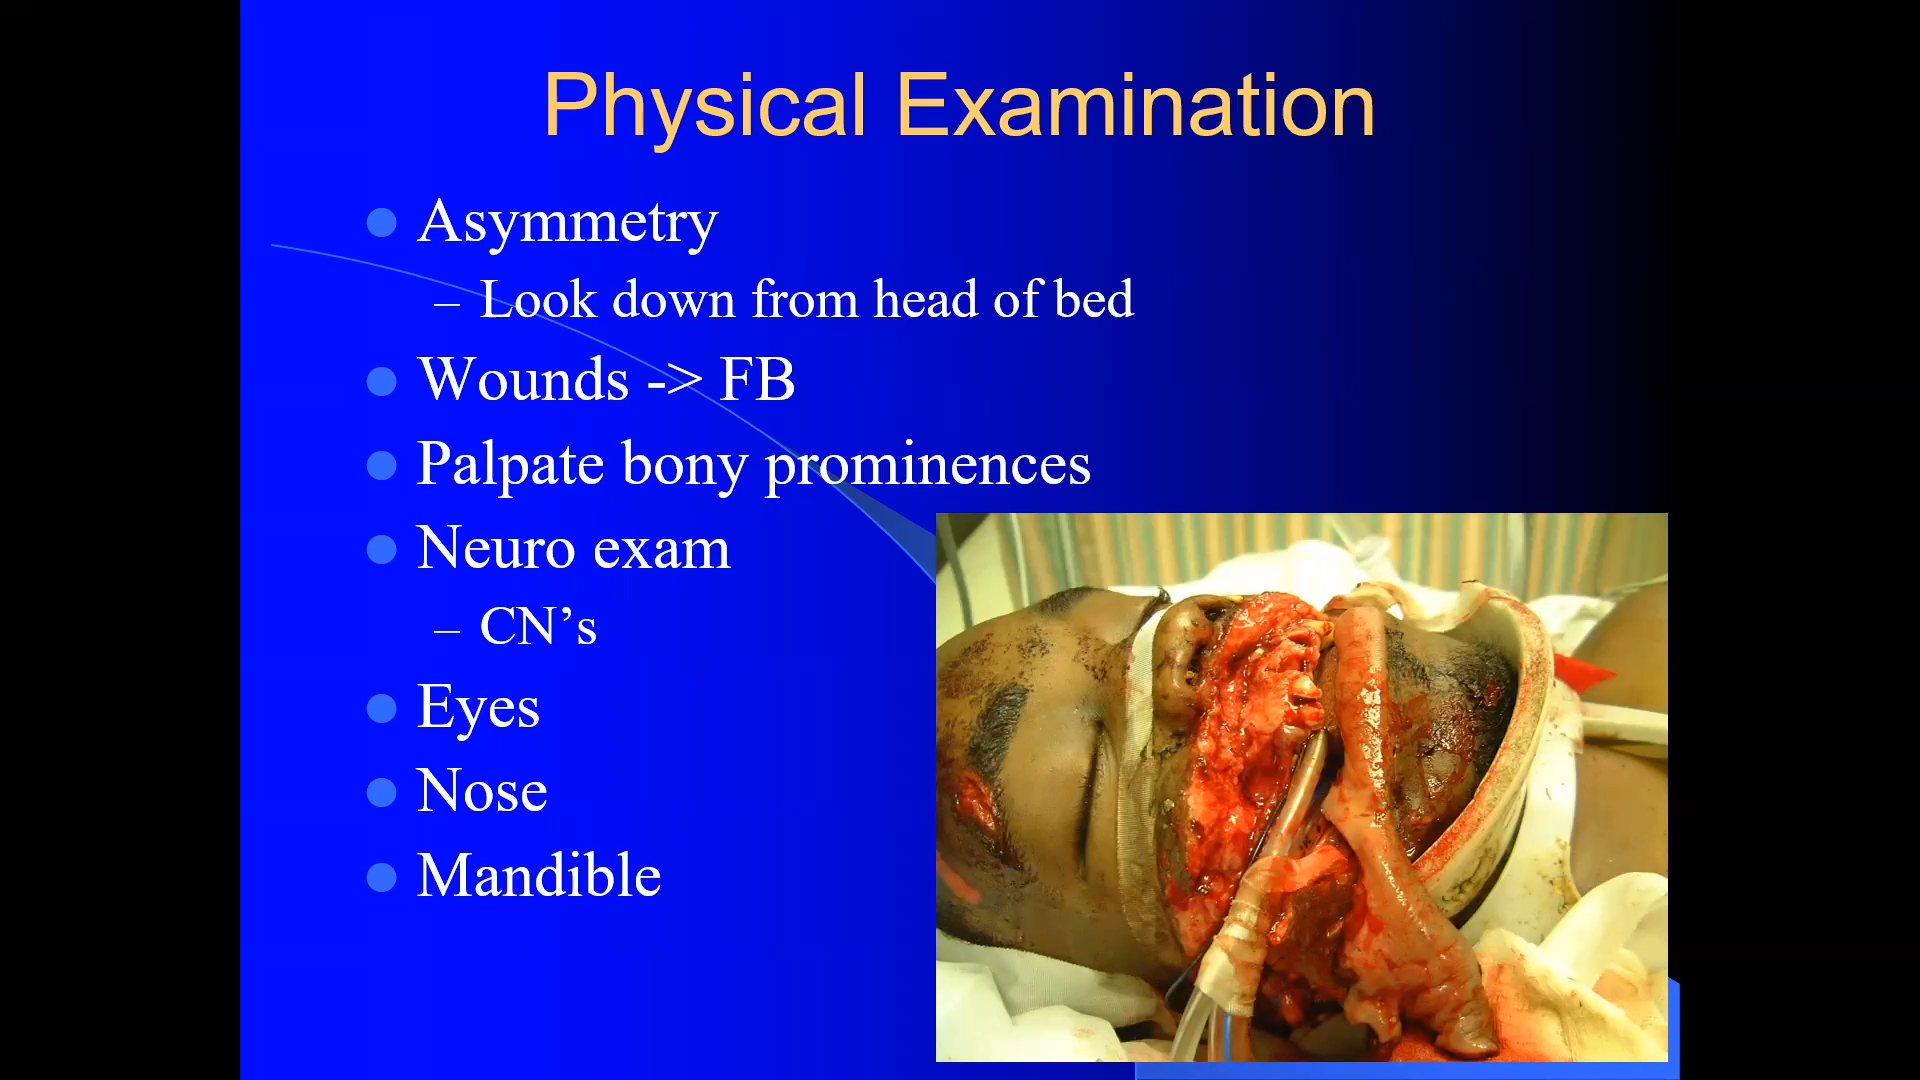 Physical Examination
Asymmetry
– Look down from head of bed
Wounds -> FB
Palpate bony prominences
Neuro exam
– CN’s
Eyes
Nose
Mandible